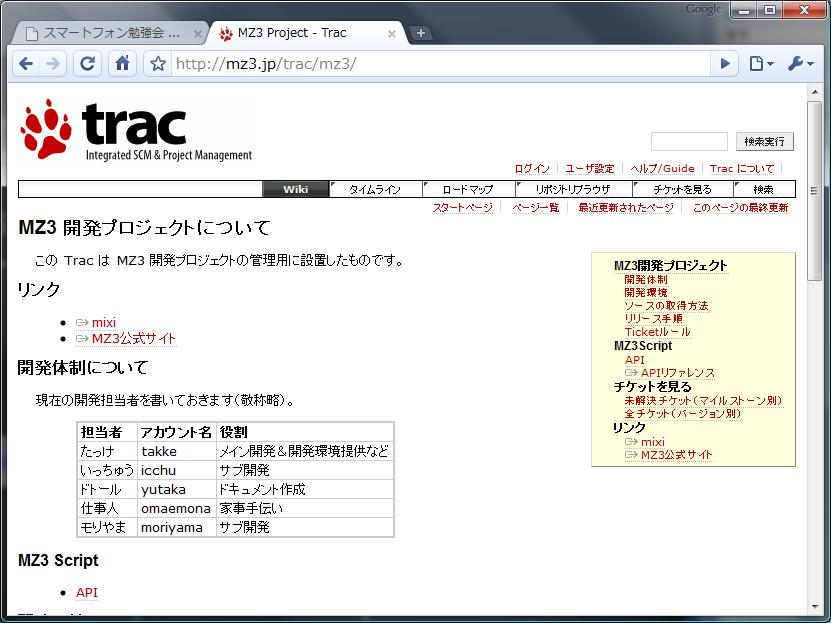 Google
スマートフォン勉強会 ...
MZ3 Project - Trac
http://mz3.jp/trac/mz3/
trac
Integrated SCM & Project Management
検索実行
ログイン ユーザ設定 ヘルプ/Guide Trac について
Wiki タイムライン ロードマップ リポジトリブラウザ チケットを見る 検索
スタートページ ページ一覧 最近更新されたページ このページの最終更新
MZ3 開発プロジェクトについて
この Trac は MZ3 開発プロジェクトの管理用に設置したものです。
リンク
mixi
MZ3公式サイト
開発体制について
現在の開発担当者を書いておきます(敬称略)。
担当者 アカウント名 役割
たっけ takke メイン開発&開発環境提供など
いっちゅう icchu サブ開発
ドトール yutaka ドキュメント作成
仕事人 omaemona 家事手伝い
モリやま moriyama サブ開発
MZ3 Script
API
MZ3開発プロジェクト
開発体制
開発環境
ソースの取得方法
リリース手順
Ticketルール
MZ3Script
API
APIリファレンス
チケットを見る
未解決チケット(マイルストーン別)
全チケット(バージョン別)
リンク
mixi
MZ3公式サイト